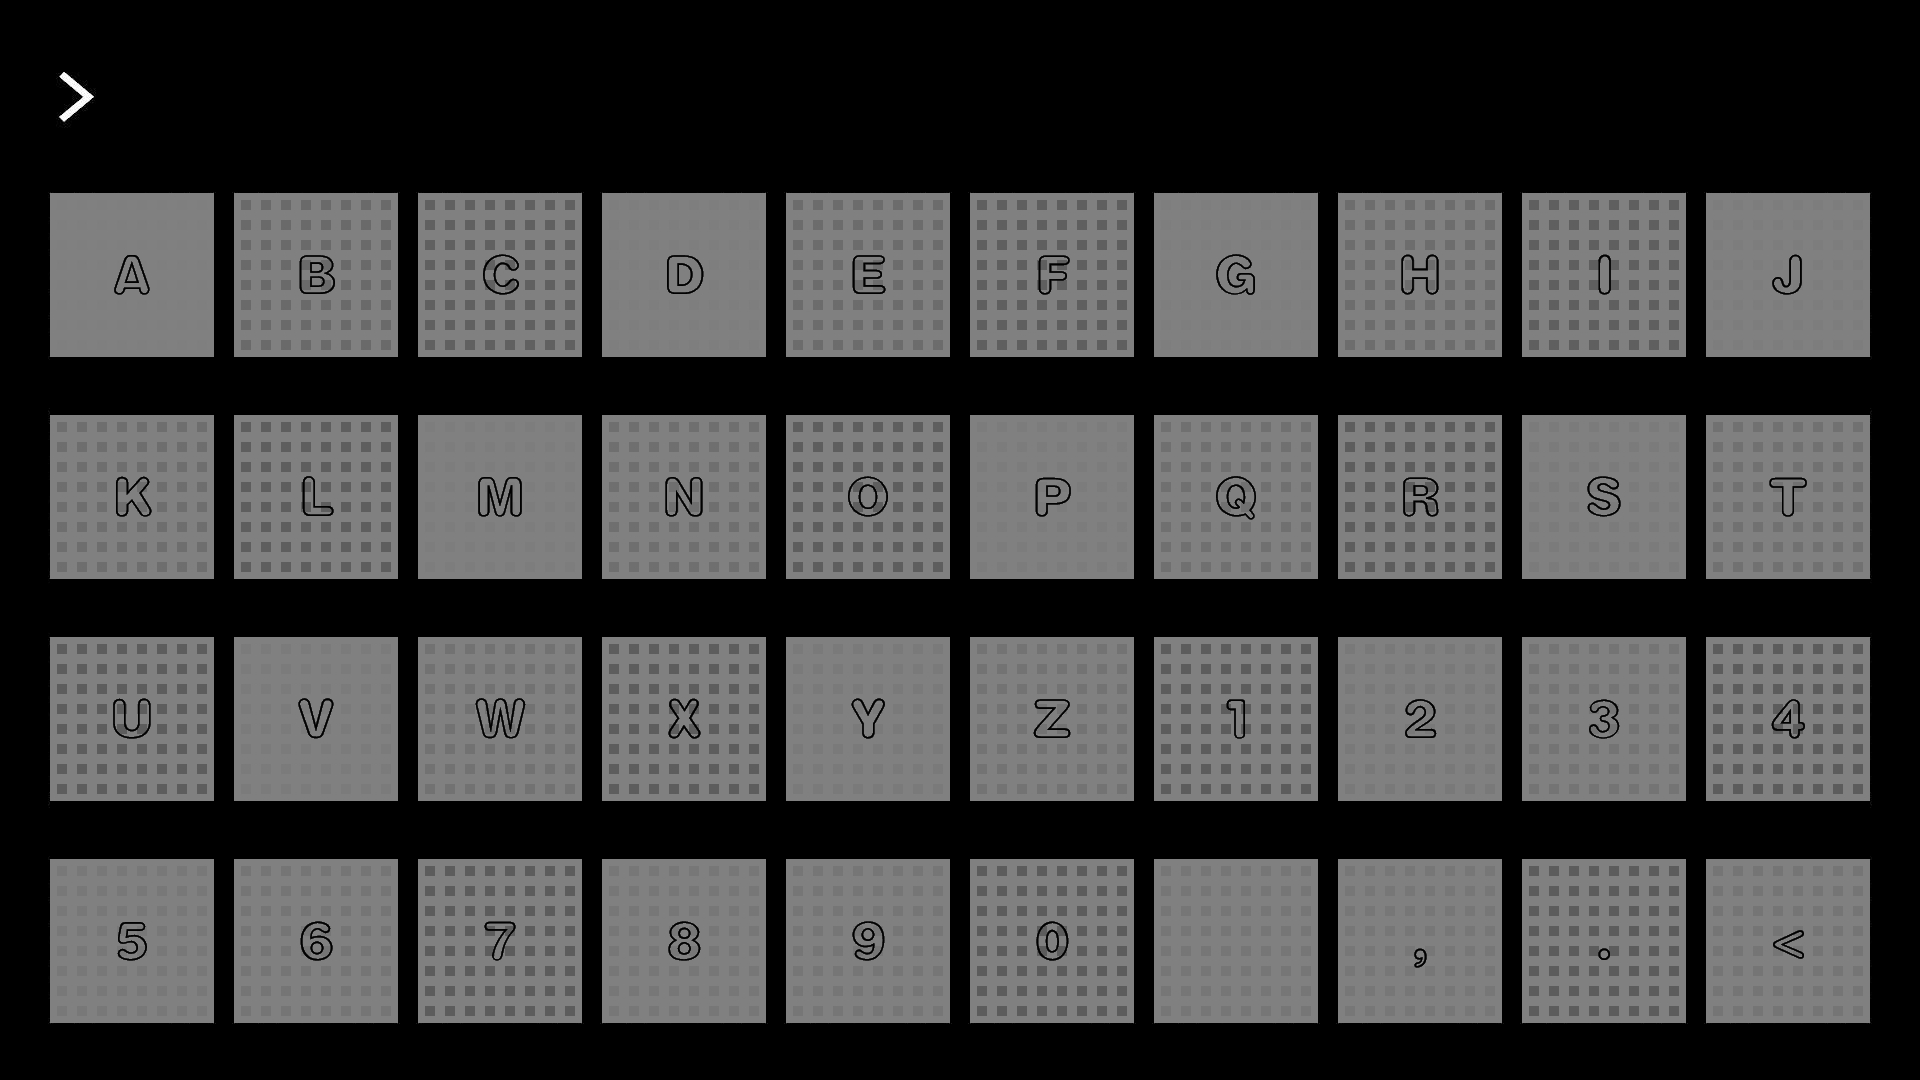 >
A B C D E F G H I J
K L M N O P Q R S T
U V W X Y Z 1 2 3 4
5 6 7 8 9 0 , . <